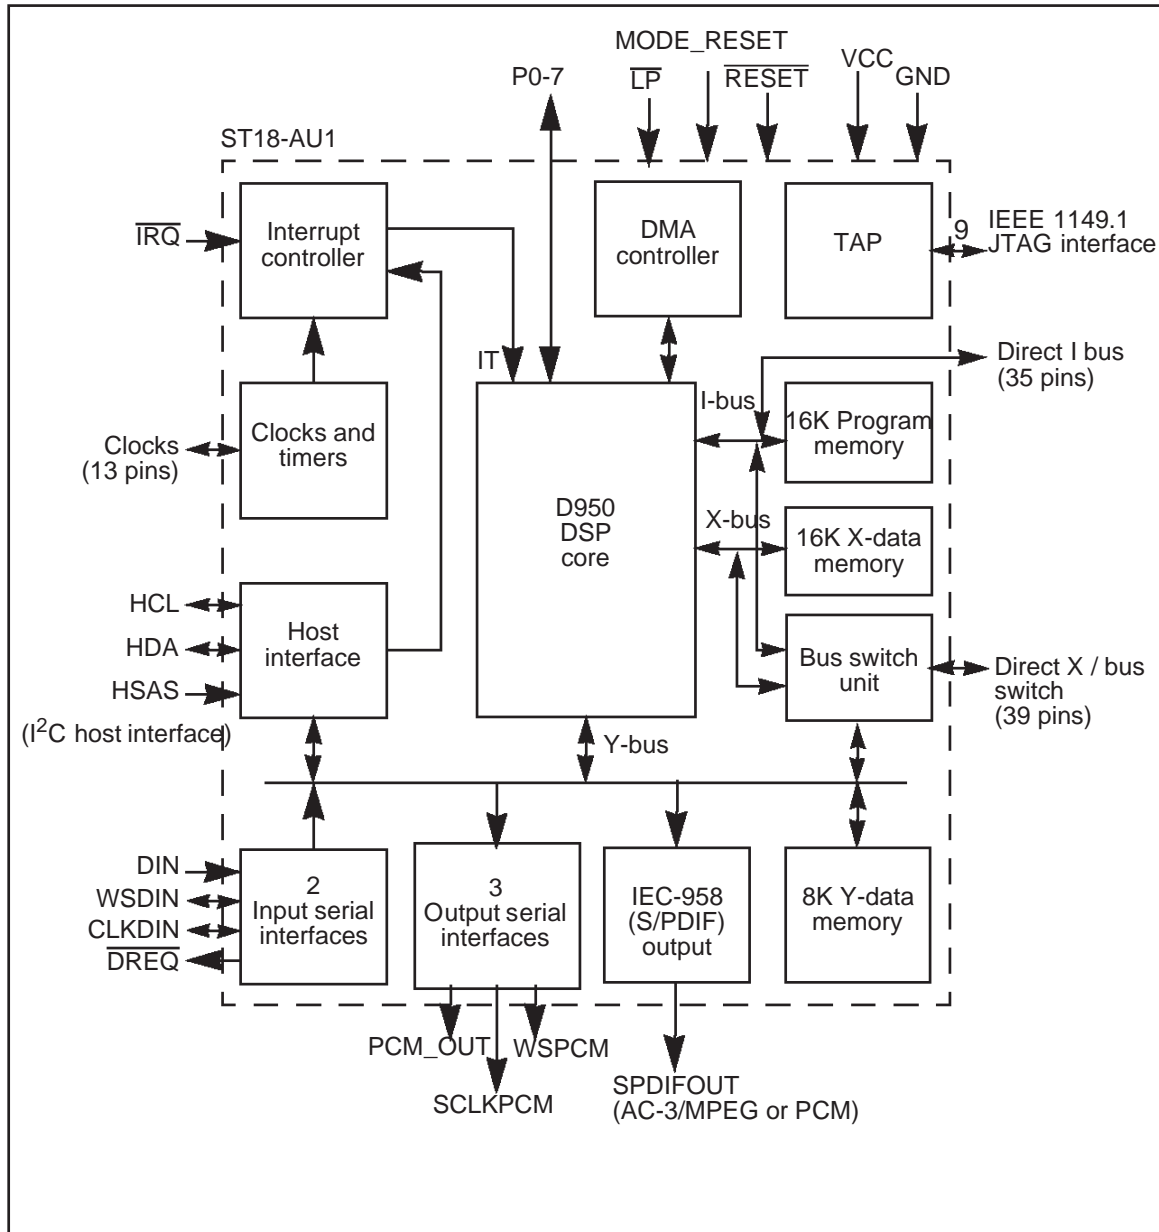 MODE_RESET
P0-7
LP
RESET
VCC
GND
ST18-AU1
IRQ
Interrupt
controller
DMA
controller
TAP
9
IEEE 1149.1
JTAG interface
IT
Direct I bus
(35 pins)
I-bus
Clocks
(13 pins)
Clocks and
timers
16K Program
memory
D950
DSP
core
X-bus
16K X-data
memory
HCL
HDA
HSAS
(I²C host interface)
Host
interface
Bus switch
unit
Direct X / bus
switch
(39 pins)
Y-bus
DIN
WSDIN
CLKDIN
DREQ
2
Input serial
interfaces
3
Output serial
interfaces
IEC-958
(S/PDIF)
output
8K Y-data
memory
PCM_OUT
WSPCM
SCLKPCM
SPDIFOUT
(AC-3/MPEG or PCM)